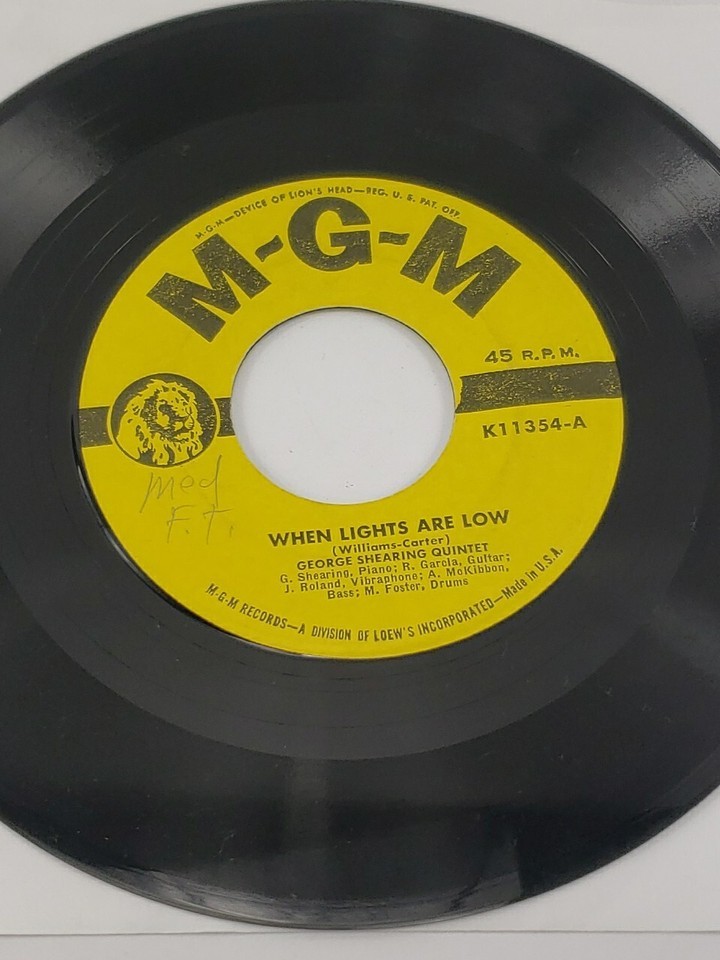 M-G-M—DEVICE OF LION'S HEAD—REG. U. S. PAT. OFF.
M-G-M
45 R.P.M.
K11354-A
med
F.T.
WHEN LIGHTS ARE LOW
(Williams-Carter)
GEORGE SHEARING QUINTET
G. Shearing, Piano; R. Garcia, Guitar;
J. Roland, Vibraphone; A. McKibbon,
Bass; M. Foster, Drums
M-G-M RECORDS—A DIVISION OF LOEW'S INCORPORATED—Made in U.S.A.